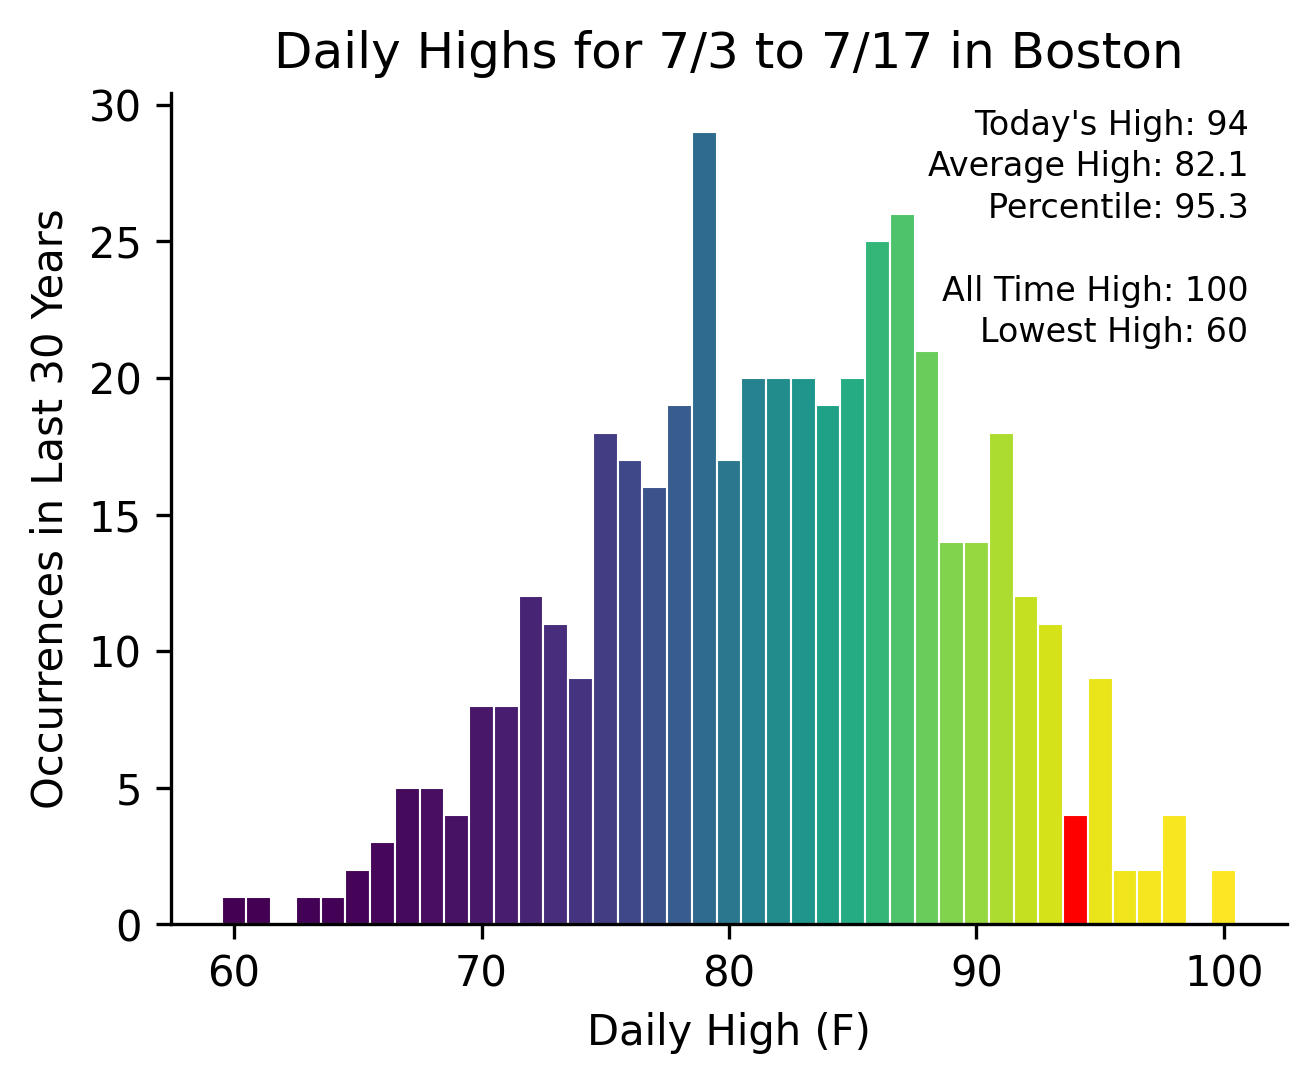 Daily Highs for 7/3 to 7/17 in Boston
Today's High: 94
Average High: 82.1
Percentile: 95.3
All Time High: 100
Lowest High: 60
Occurrences in Last 30 Years
30
25
20
15
10
5
0
60 70 80 90 100
Daily High (F)